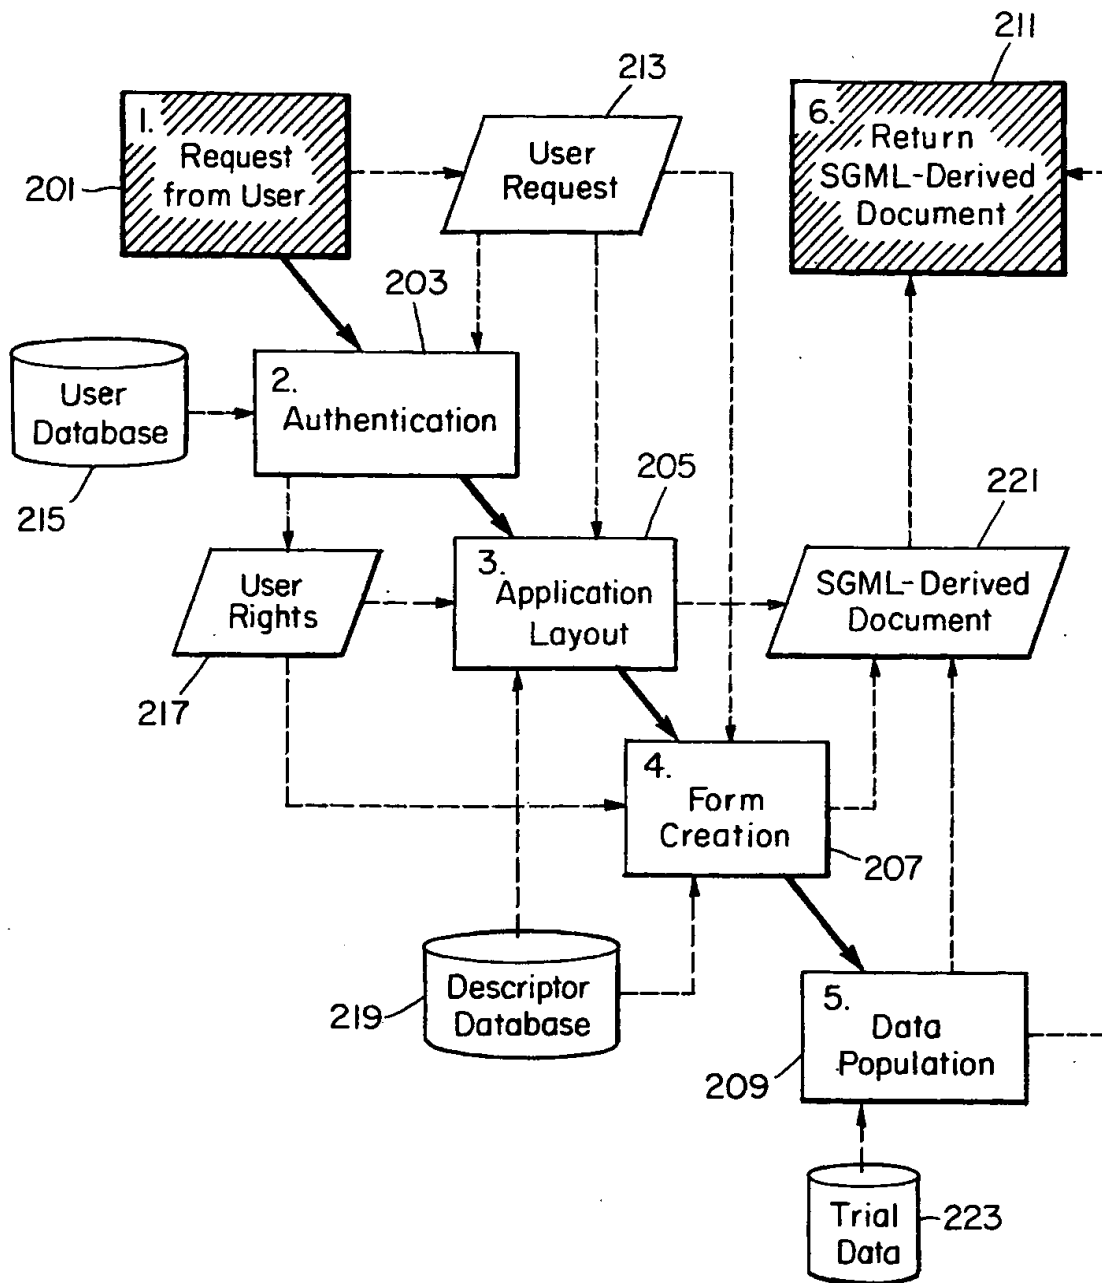 211
213
1.
Request
from User
201
User
Request
6.
Return
SGML-Derived
Document
203
2.
Authentication
User
Database
215
205
221
User
Rights
217
3.
Application
Layout
SGML-Derived
Document
4.
Form
Creation
207
Descriptor
Database
219
5.
Data
Population
209
Trial
Data
223